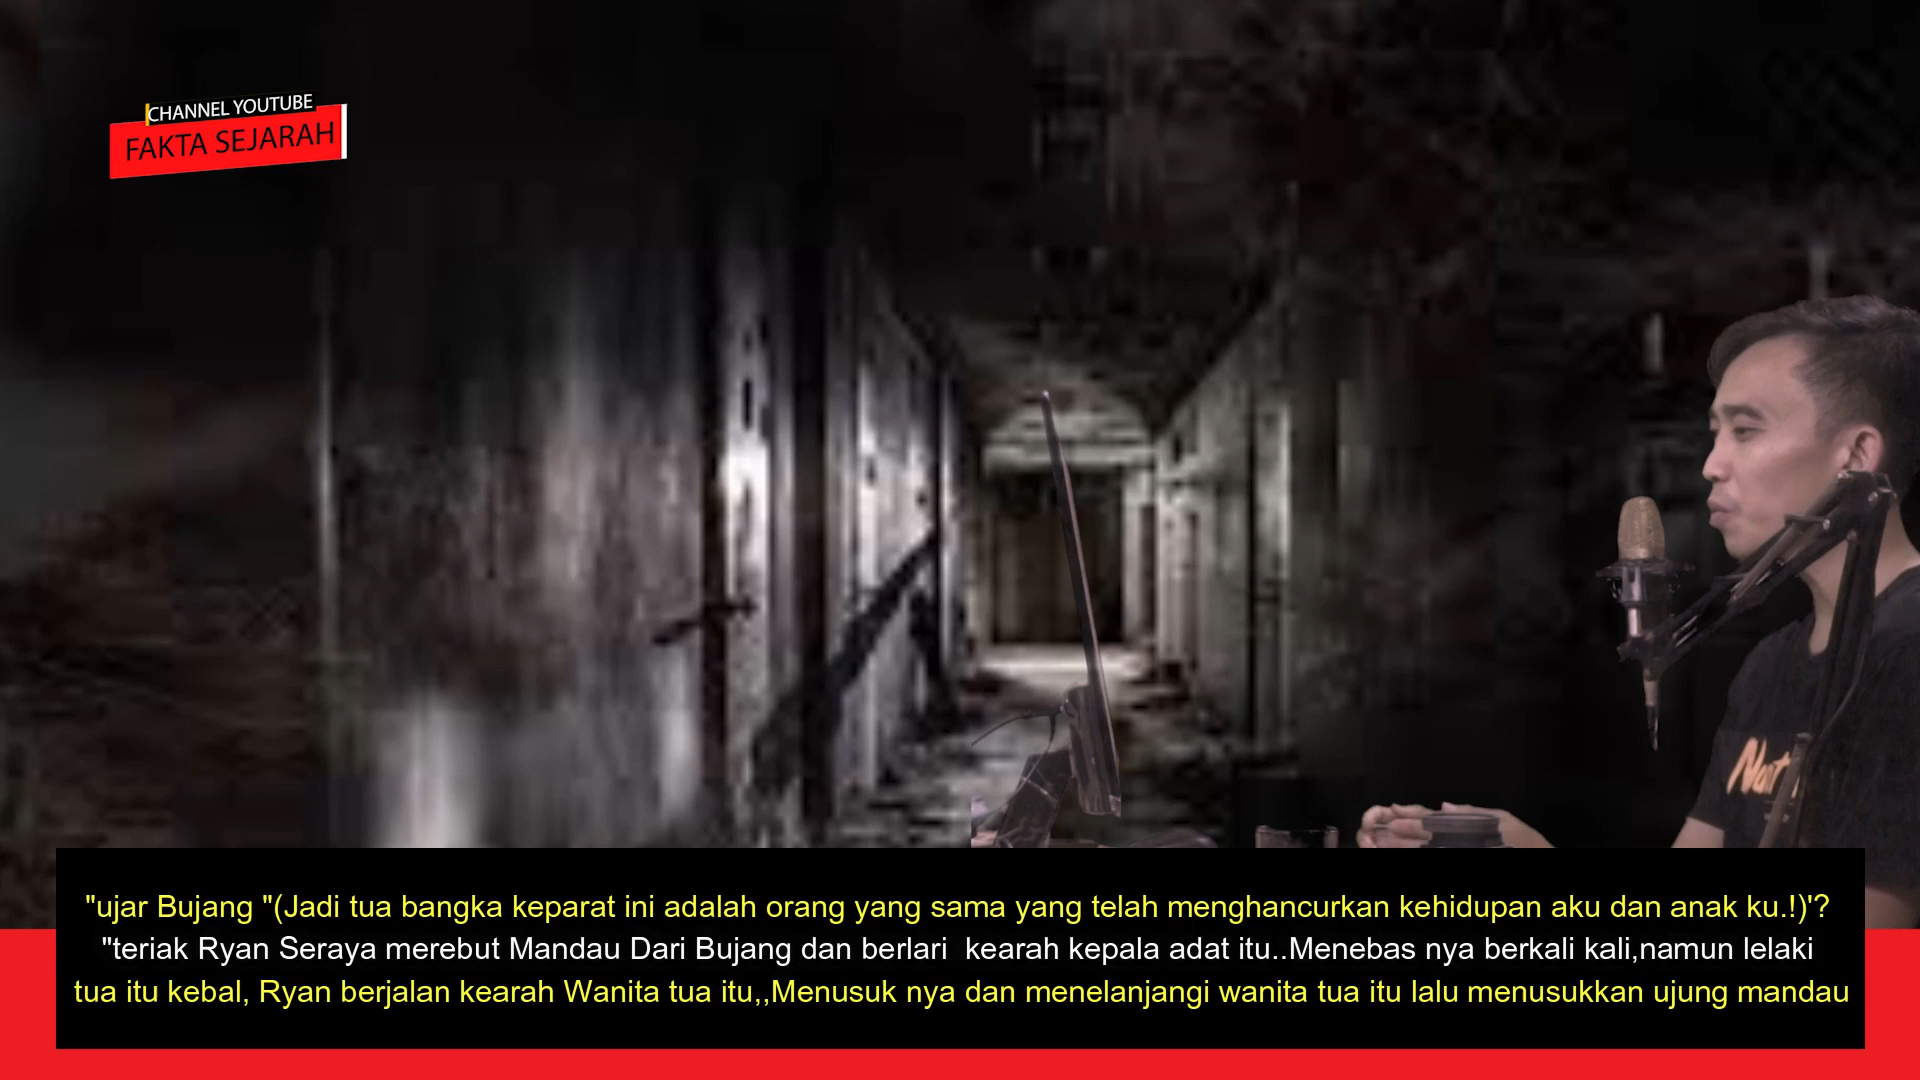 CHANNEL YOUTUBE
FAKTA SEJARAH
"ujar Bujang "(Jadi tua bangka keparat ini adalah orang yang sama yang telah menghancurkan kehidupan aku dan anak ku.!)'?
"teriak Ryan Seraya merebut Mandau Dari Bujang dan berlari  kearah kepala adat itu..Menebas nya berkali kali,namun lelaki
tua itu kebal, Ryan berjalan kearah Wanita tua itu,,Menusuk nya dan menelanjangi wanita tua itu lalu menusukkan ujung mandau